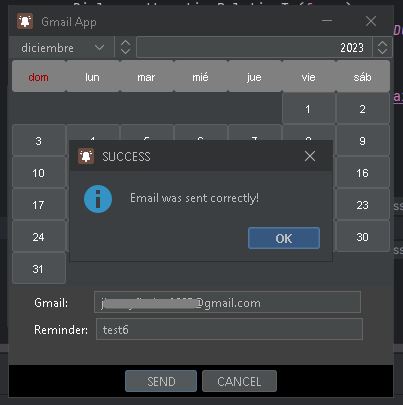 Gmail App
diciembre 2023
dom lun mar mié jue vie sáb
1 2
3 8 9
10 16
17 23
24 30
31
SUCCESS
Email was sent correctly!
OK
Gmail: @gmail.com
Reminder: test6
SEND CANCEL